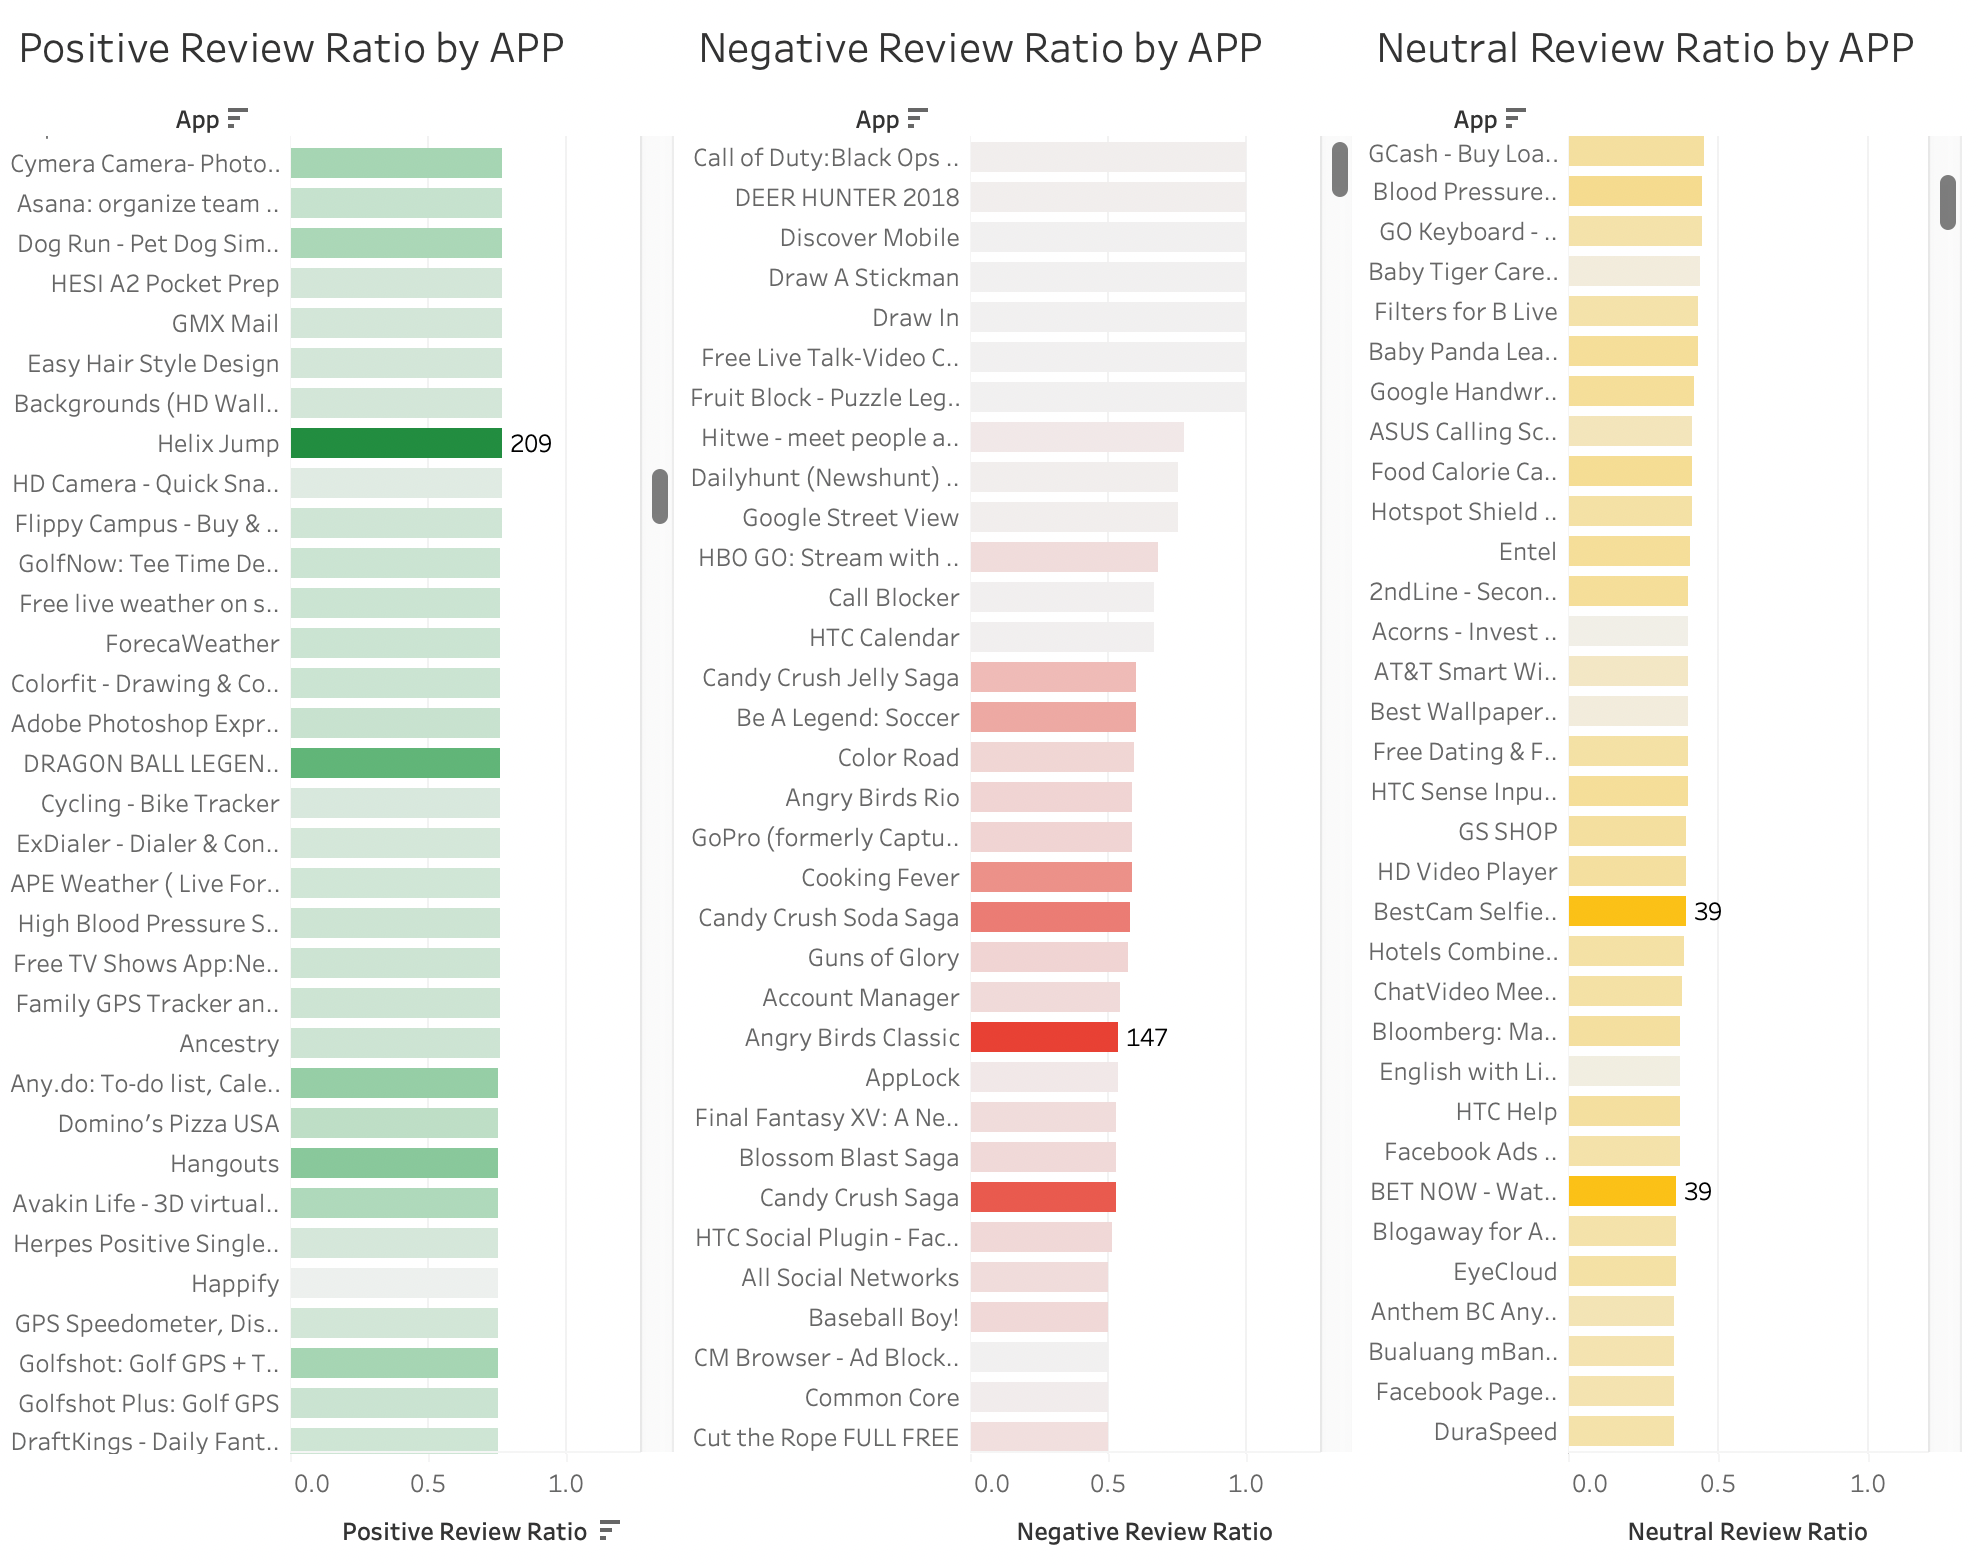 Positive Review Ratio by APP
App
Cymera Camera- Photo..
Asana: organize team ..
Dog Run - Pet Dog Sim..
HESI A2 Pocket Prep
GMX Mail
Easy Hair Style Design
Backgrounds (HD Wall..
Helix Jump 209
HD Camera - Quick Sna..
Flippy Campus - Buy & ..
GolfNow: Tee Time De..
Free live weather on s..
ForecaWeather
Colorfit - Drawing & Co..
Adobe Photoshop Expr..
DRAGON BALL LEGEN..
Cycling - Bike Tracker
ExDialer - Dialer & Con..
APE Weather ( Live For..
High Blood Pressure S..
Free TV Shows App:Ne..
Family GPS Tracker an..
Ancestry
Any.do: To-do list, Cale..
Domino’s Pizza USA
Hangouts
Avakin Life - 3D virtual..
Herpes Positive Single..
Happify
GPS Speedometer, Dis..
Golfshot: Golf GPS + T..
Golfshot Plus: Golf GPS
DraftKings - Daily Fant..
0.0 0.5 1.0
Positive Review Ratio
Negative Review Ratio by APP
App
Call of Duty:Black Ops ..
DEER HUNTER 2018
Discover Mobile
Draw A Stickman
Draw In
Free Live Talk-Video C..
Fruit Block - Puzzle Leg..
Hitwe - meet people a..
Dailyhunt (Newshunt) ..
Google Street View
HBO GO: Stream with ..
Call Blocker
HTC Calendar
Candy Crush Jelly Saga
Be A Legend: Soccer
Color Road
Angry Birds Rio
GoPro (formerly Captu..
Cooking Fever
Candy Crush Soda Saga
Guns of Glory
Account Manager
Angry Birds Classic 147
AppLock
Final Fantasy XV: A Ne..
Blossom Blast Saga
Candy Crush Saga
HTC Social Plugin - Fac..
All Social Networks
Baseball Boy!
CM Browser - Ad Block..
Common Core
Cut the Rope FULL FREE
0.0 0.5 1.0
Negative Review Ratio
Neutral Review Ratio by APP
App
GCash - Buy Loa..
Blood Pressure..
GO Keyboard - ..
Baby Tiger Care..
Filters for B Live
Baby Panda Lea..
Google Handwr..
ASUS Calling Sc..
Food Calorie Ca..
Hotspot Shield ..
Entel
2ndLine - Secon..
Acorns - Invest ..
AT&T Smart Wi..
Best Wallpaper..
Free Dating & F..
HTC Sense Inpu..
GS SHOP
HD Video Player
BestCam Selfie.. 39
Hotels Combine..
ChatVideo Mee..
Bloomberg: Ma..
English with Li..
HTC Help
Facebook Ads ..
BET NOW - Wat.. 39
Blogaway for A..
EyeCloud
Anthem BC Any..
Bualuang mBan..
Facebook Page..
DuraSpeed
0.0 0.5 1.0
Neutral Review Ratio